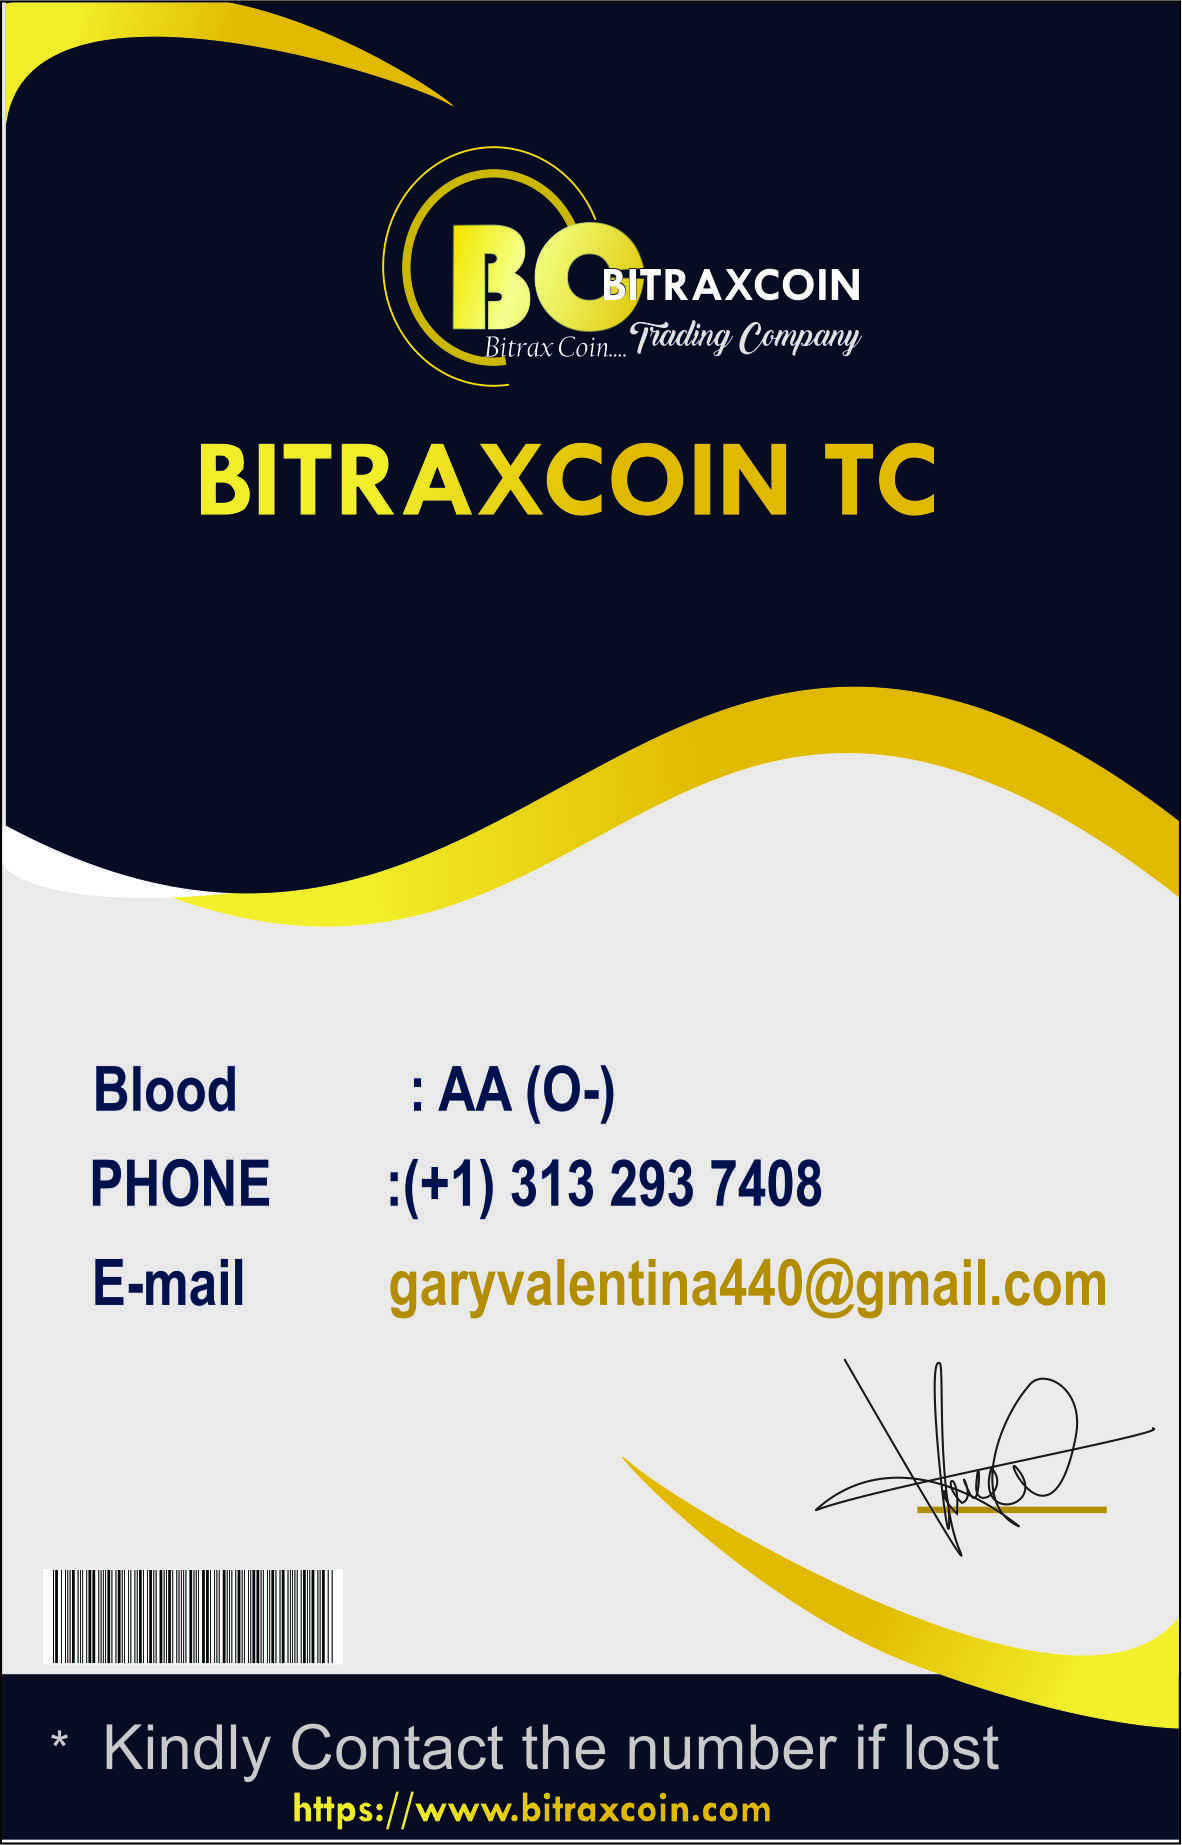 BC
BITRAXCOIN
Trading Company
Bitrax Coin....
BITRAXCOIN TC
Blood : AA (O-)
PHONE :(+1) 313 293 7408
E-mail garyvalentina440@gmail.com
* Kindly Contact the number if lost
https://www.bitraxcoin.com